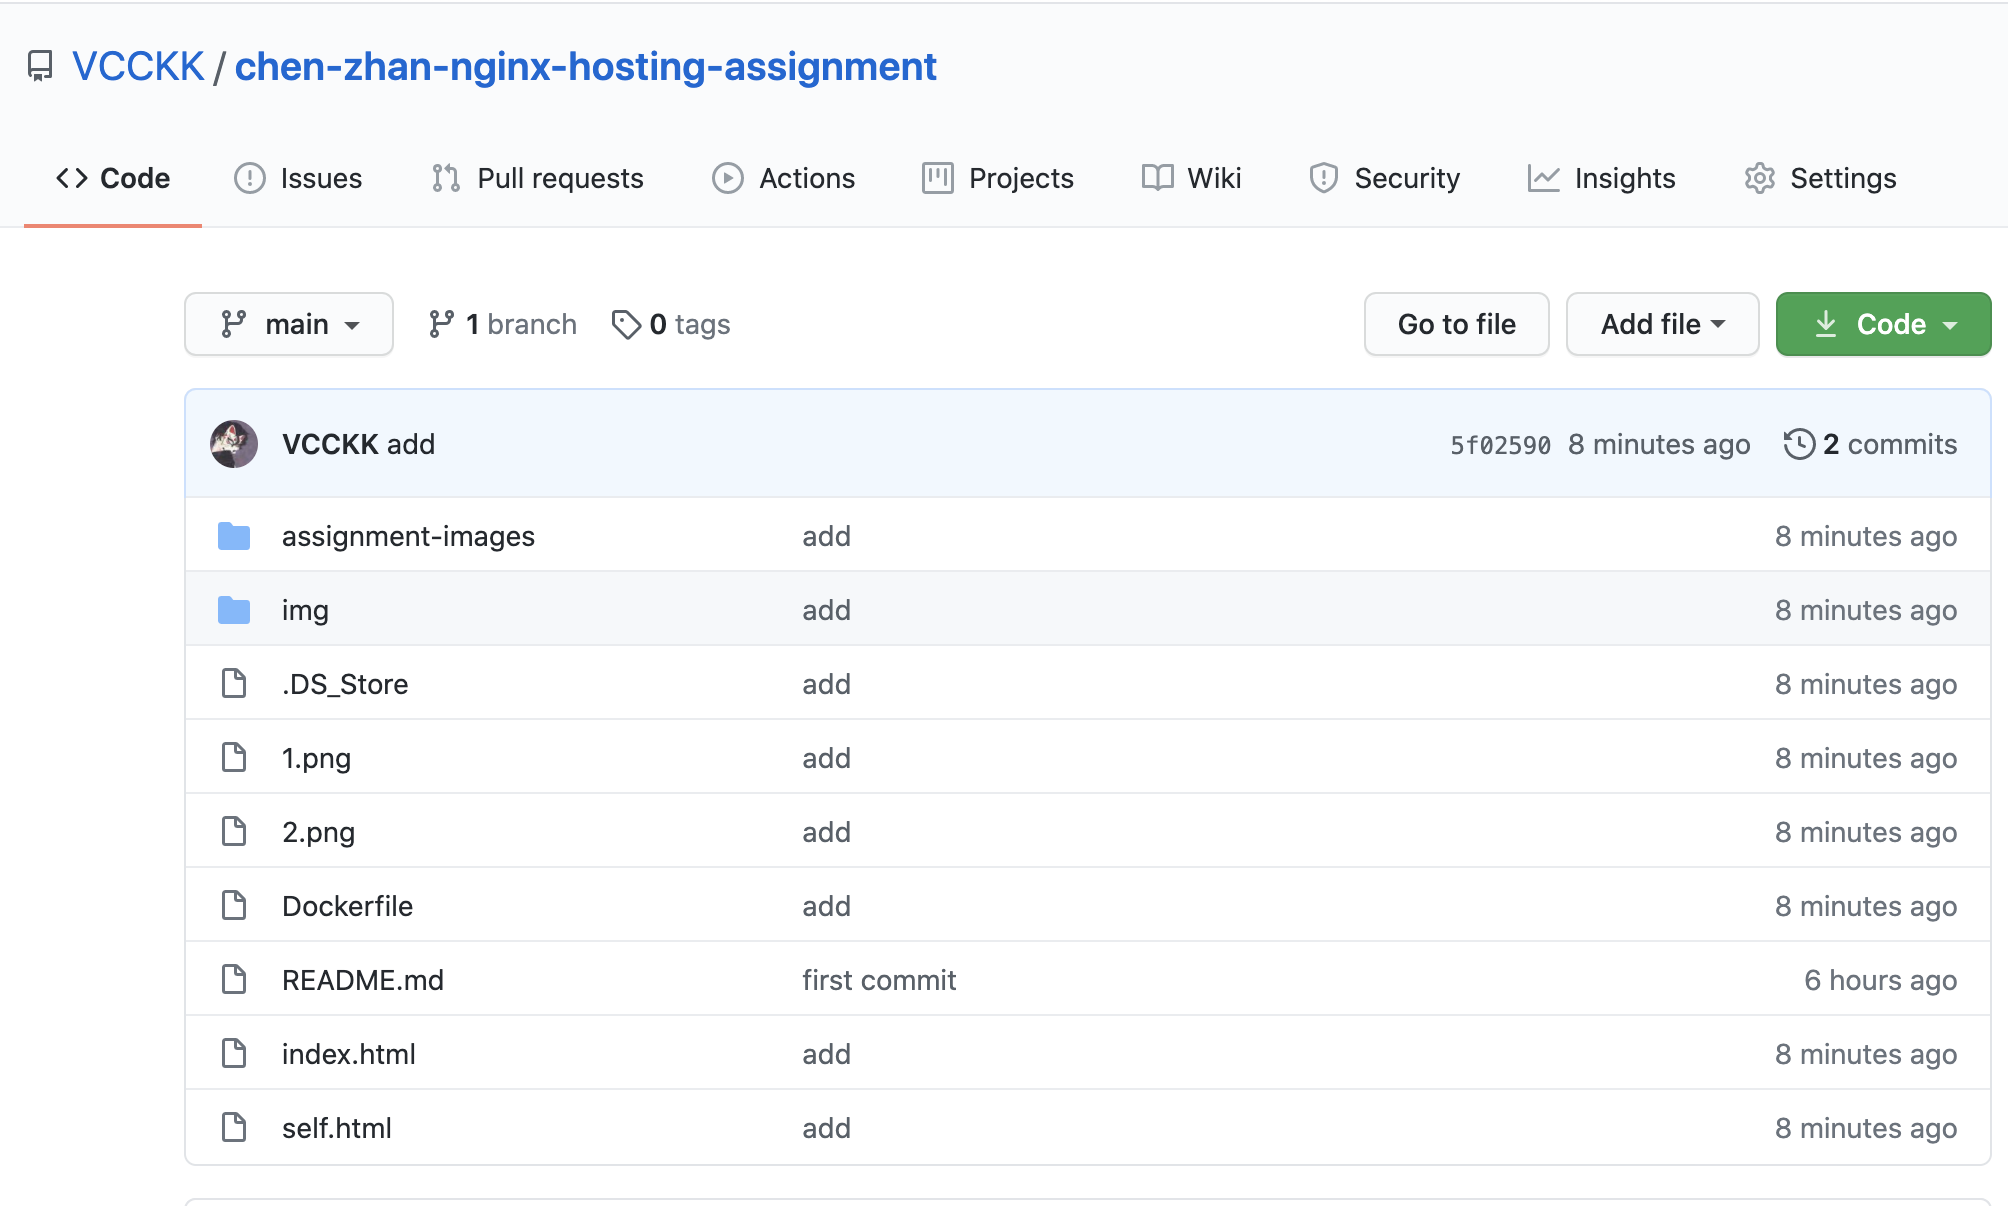 VCCKK / chen-zhan-nginx-hosting-assignment
Code Issues Pull requests Actions Projects Wiki Security Insights Settings
main 1 branch 0 tags Go to file Add file Code
VCCKK add 5f02590 8 minutes ago 2 commits
assignment-images add 8 minutes ago
img add 8 minutes ago
.DS_Store add 8 minutes ago
1.png add 8 minutes ago
2.png add 8 minutes ago
Dockerfile add 8 minutes ago
README.md first commit 6 hours ago
index.html add 8 minutes ago
self.html add 8 minutes ago